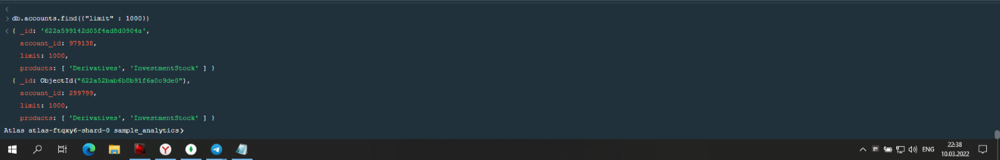 db.accounts.find({"limit" : 1000})
{ _id: '622a599142d05f4ad8d0904a',
account_id: 979138,
limit: 1000,
products: [ 'Derivatives', 'InvestmentStock' ] }
{ _id: ObjectId("622a52bab6b8b91f6a0c9de0"),
account_id: 299799,
limit: 1000,
products: [ 'Derivatives', 'InvestmentStock' ] }
Atlas atlas-ftqxy6-shard-0 sample_analytics>
ENG
22:38
10.03.2022